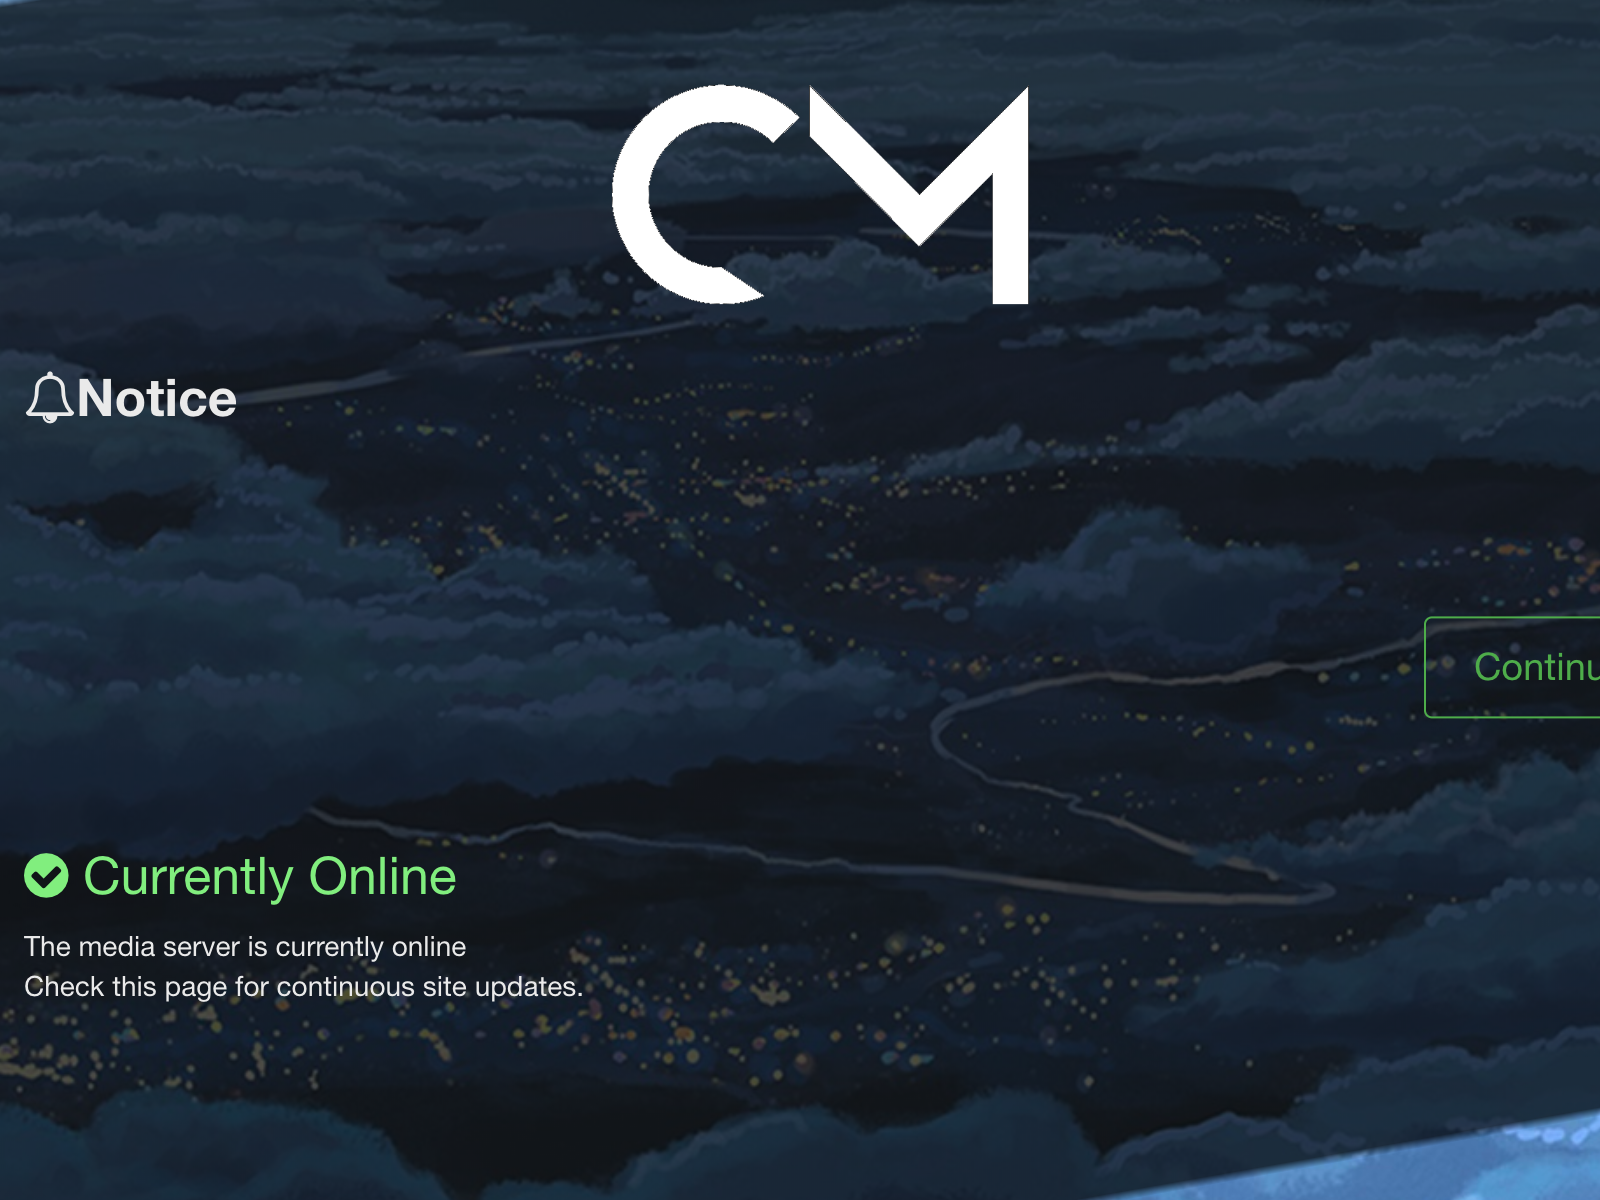 CM
Notice
Continu
Currently Online
The media server is currently online
Check this page for continuous site updates.